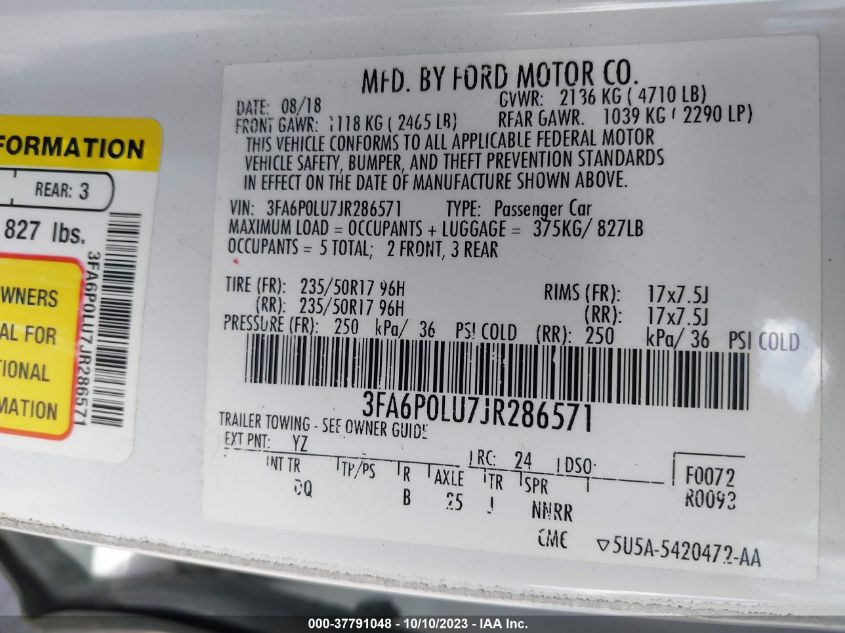 MFD. BY FORD MOTOR CO.
DATE: 08/18 GVWR: 2136 KG ( 4710 LB)
FRONT GAWR: 1118 KG ( 2465 LB) REAR GAWR: 1039 KG ( 2290 LP)
THIS VEHICLE CONFORMS TO ALL APPLICABLE FEDERAL MOTOR
VEHICLE SAFETY, BUMPER, AND THEFT PREVENTION STANDARDS
IN EFFECT ON THE DATE OF MANUFACTURE SHOWN ABOVE.
VIN: 3FA6P0LU7JR286571 TYPE: Passenger Car
MAXIMUM LOAD = OCCUPANTS + LUGGAGE = 375KG/ 827LB
OCCUPANTS = 5 TOTAL; 2 FRONT, 3 REAR
TIRE (FR): 235/50R17 96H RIMS (FR): 17x7.5J
(RR): 235/50R17 96H (RR): 17x7.5J
PRESSURE (FR): 250 kPa/ 36 PSI COLD (RR): 250 kPa/ 36 PSI COLD
3FA6P0LU7JR286571
TRAILER TOWING - SEE OWNER GUIDE
EXT PNT: YZ RC: 24 DSO:
INT TR TP/PS R AXLE TR SPR
DQ B 25 J NNRR
CMC
F0072
R0093
5U5A-5420472-AA
FORMATION
REAR: 3
827 lbs.
3FA6P0LU7JR286571
WNERS
AL FOR
TIONAL
MATION
000-37791048 - 10/10/2023 - IAA Inc.